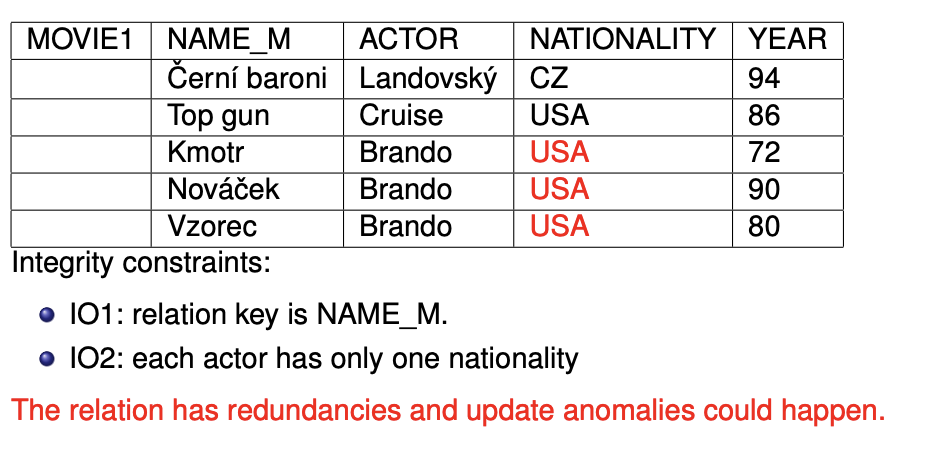 MOVIE1 NAME_M ACTOR NATIONALITY YEAR
Černí baroni Landovský CZ 94
Top gun Cruise USA 86
Kmotr Brando USA 72
Nováček Brando USA 90
Vzorec Brando USA 80
Integrity constraints:
IO1: relation key is NAME_M.
IO2: each actor has only one nationality
The relation has redundancies and update anomalies could happen.